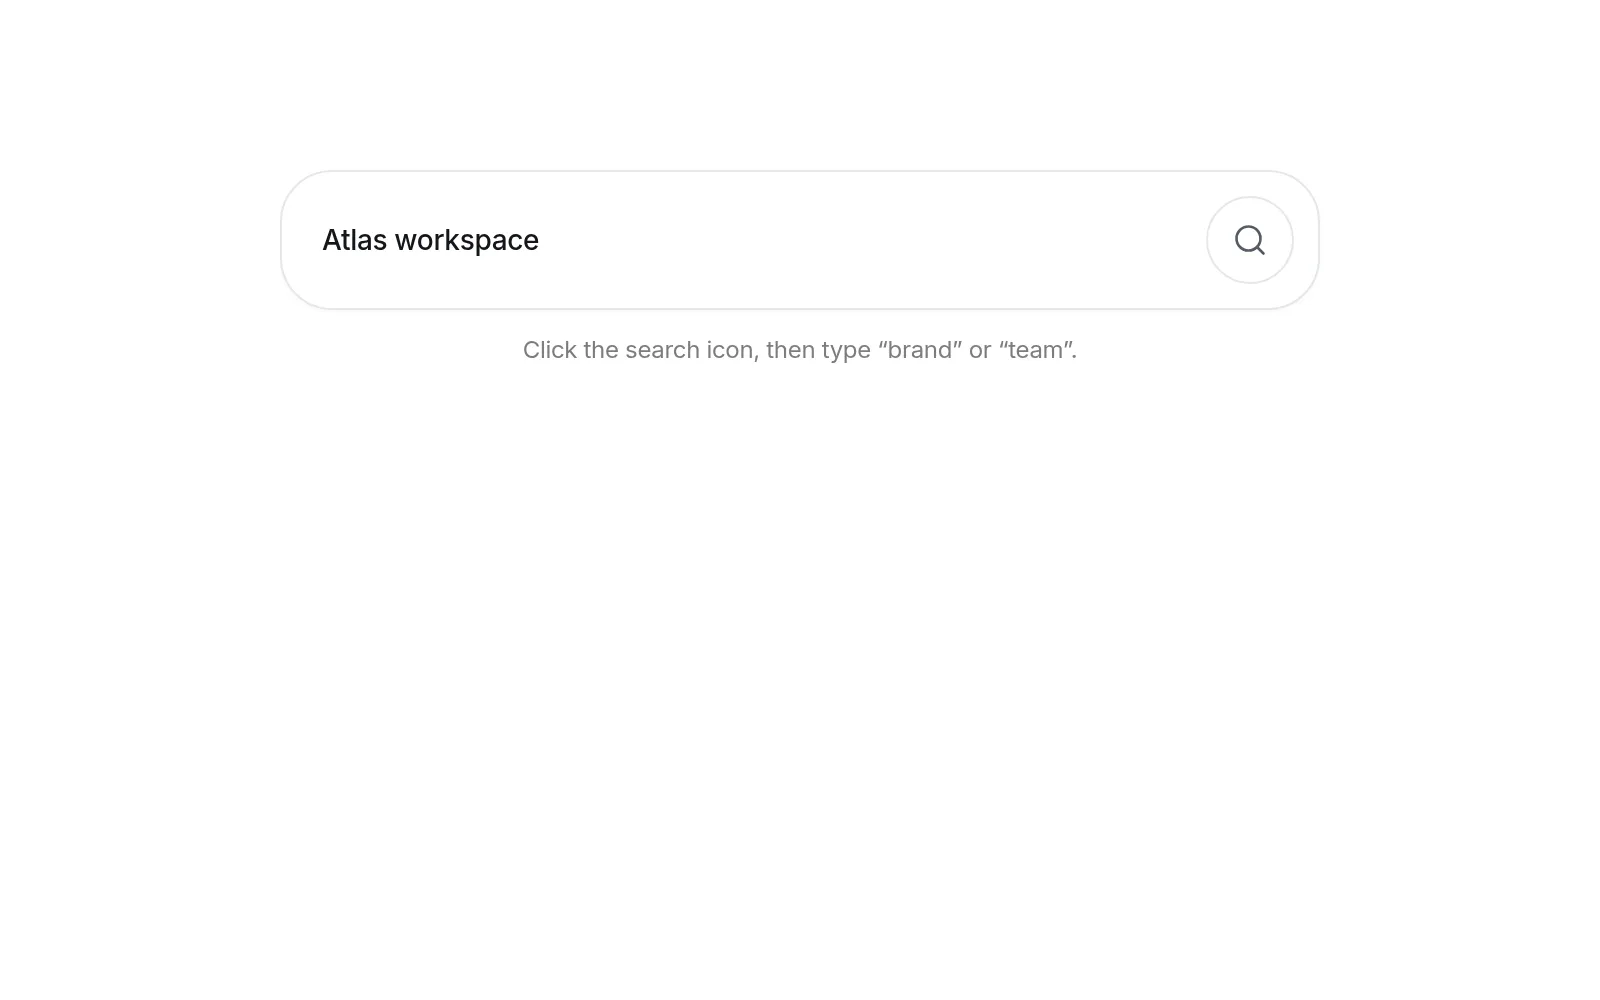 Atlas workspace
Click the search icon, then type “brand” or “team”.